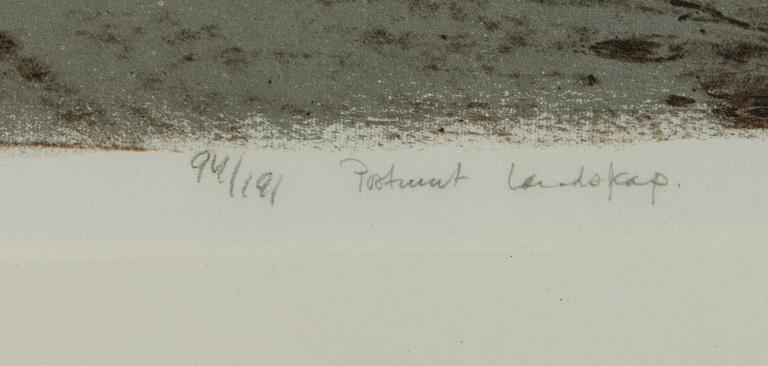 94/191 Postumt Landskap.